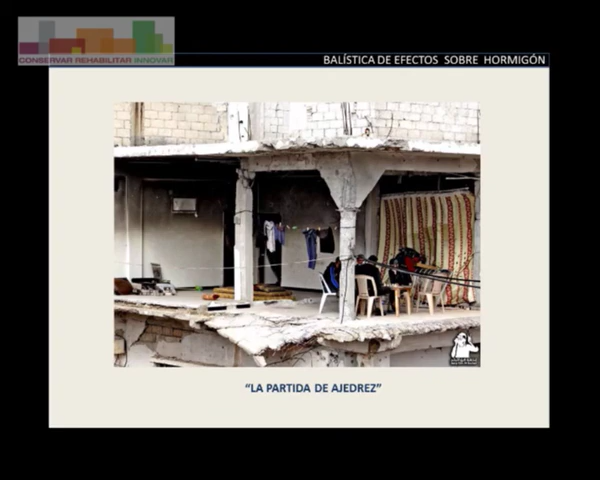 CONSERVAR REHABILITAR INNOVAR
BALÍSTICA DE EFECTOS SOBRE HORMIGÓN
“LA PARTIDA DE AJEDREZ”